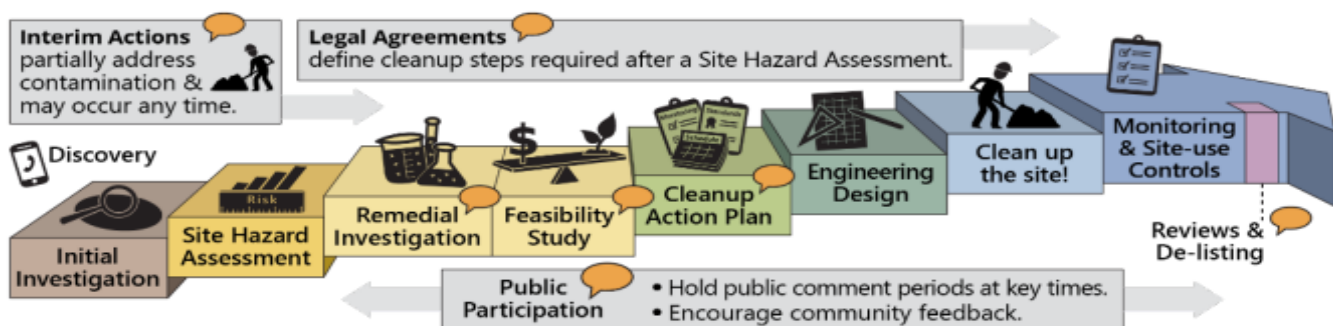 Interim Actions
partially address
contamination &
may occur any time.
Legal Agreements
define cleanup steps required after a Site Hazard Assessment.
Discovery
Initial
Investigation
Risk
Site Hazard
Assessment
Remedial
Investigation
$
Feasibility
Study
Monitoring
Standards
Schedule
Cleanup
Action Plan
Engineering
Design
Clean up
the site!
Monitoring
& Site-use
Controls
Reviews &
De-listing
Public
Participation
• Hold public comment periods at key times.
• Encourage community feedback.